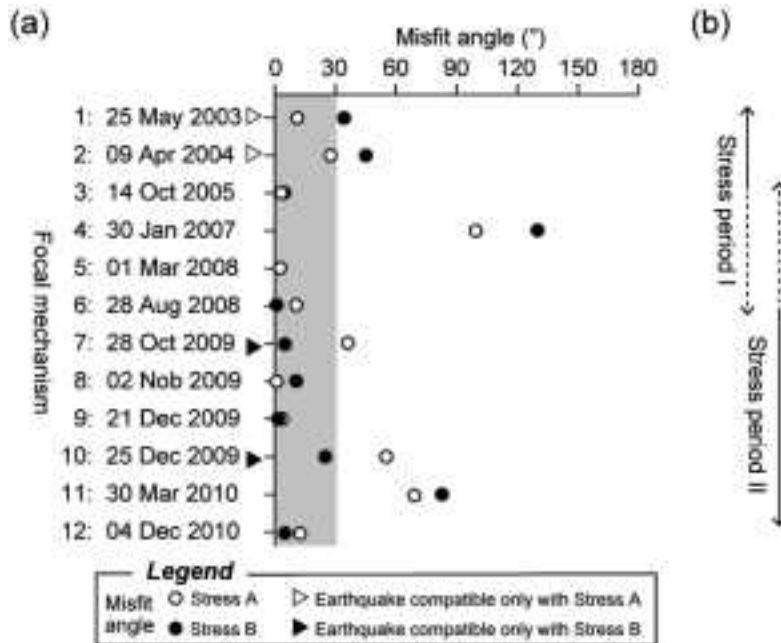 (a)
Misfit angle (°)
(b)
0 30 60 90 120 150 180
1: 25 May 2003
2: 09 Apr 2004
3: 14 Oct 2005
4: 30 Jan 2007
5: 01 Mar 2008
6: 28 Aug 2008
7: 28 Oct 2009
8: 02 Nob 2009
9: 21 Dec 2009
10: 25 Dec 2009
11: 30 Mar 2010
12: 04 Dec 2010
Focal mechanism
Stress period I
Stress period II
Legend
Misfit angle
Stress A
Earthquake compatible only with Stress A
Stress B
Earthquake compatible only with Stress B